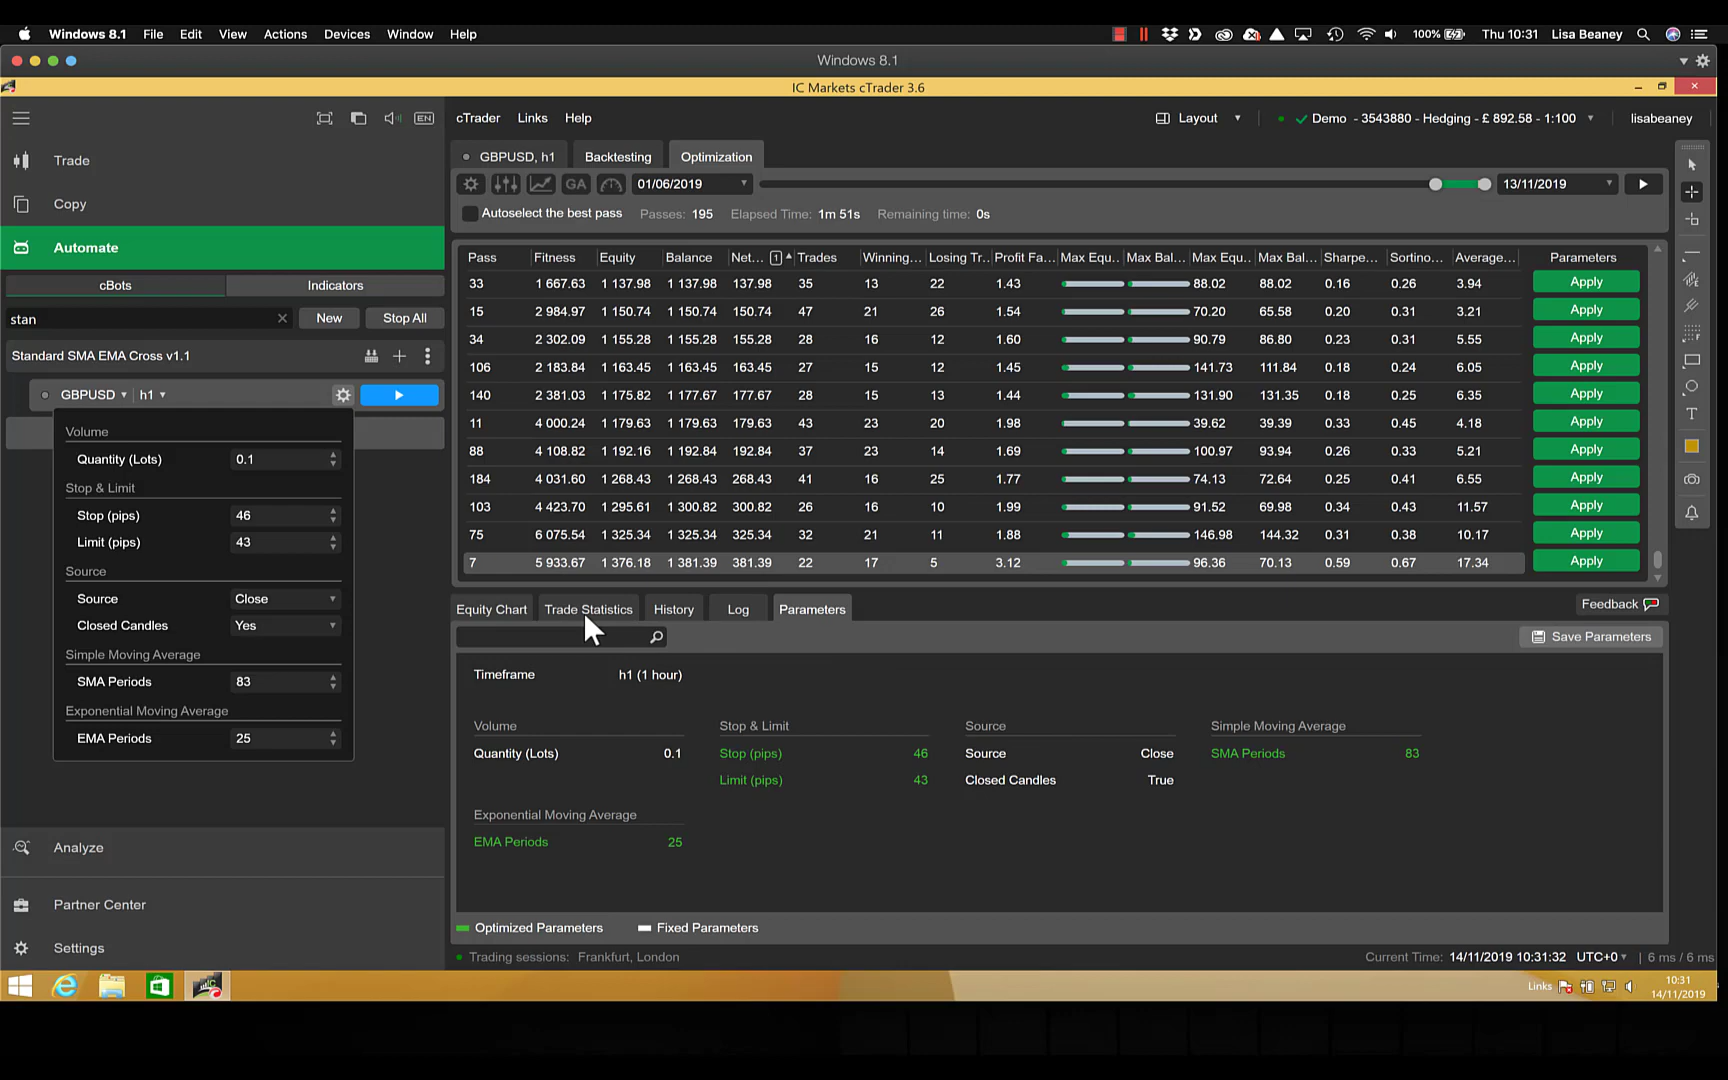 Windows 8.1 File Edit View Actions Devices Window Help 100% Thu 10:31 Lisa Beaney
Windows 8.1
IC Markets cTrader 3.6
EN cTrader Links Help Layout Demo - 3543880 - Hedging - £ 892.58 - 1:100 lisabeaney
Trade
Copy
Automate
cBots Indicators
stan New Stop All
Standard SMA EMA Cross v1.1
GBPUSD h1
Volume
Quantity (Lots) 0.1
Stop & Limit
Stop (pips) 46
Limit (pips) 43
Source
Source Close
Closed Candles Yes
Simple Moving Average
SMA Periods 83
Exponential Moving Average
EMA Periods 25
Analyze
Partner Center
Settings
GBPUSD, h1 Backtesting Optimization
GA 01/06/2019 13/11/2019
Autoselect the best pass Passes: 195 Elapsed Time: 1m 51s Remaining time: 0s
Pass Fitness Equity Balance Net... 1 Trades Winning... Losing Tr... Profit Fa... Max Equ... Max Bal... Max Equ... Max Bal... Sharpe... Sortino... Average... Parameters
33 1 667.63 1 137.98 1 137.98 137.98 35 13 22 1.43 88.02 88.02 0.16 0.26 3.94 Apply
15 2 984.97 1 150.74 1 150.74 150.74 47 21 26 1.54 70.20 65.58 0.20 0.31 3.21 Apply
34 2 302.09 1 155.28 1 155.28 155.28 28 16 12 1.60 90.79 86.80 0.23 0.31 5.55 Apply
106 2 183.84 1 163.45 1 163.45 163.45 27 15 12 1.45 141.73 111.84 0.18 0.24 6.05 Apply
140 2 381.03 1 175.82 1 177.67 177.67 28 15 13 1.44 131.90 131.35 0.18 0.25 6.35 Apply
11 4 000.24 1 179.63 1 179.63 179.63 43 23 20 1.98 39.62 39.39 0.33 0.45 4.18 Apply
88 4 108.82 1 192.16 1 192.84 192.84 37 23 14 1.69 100.97 93.94 0.26 0.33 5.21 Apply
184 4 031.60 1 268.43 1 268.43 268.43 41 16 25 1.77 74.13 72.64 0.25 0.41 6.55 Apply
103 4 423.70 1 295.61 1 300.82 300.82 26 16 10 1.99 91.52 69.98 0.34 0.43 11.57 Apply
75 6 075.54 1 325.34 1 325.34 325.34 32 21 11 1.88 146.98 144.32 0.31 0.38 10.17 Apply
7 5 933.67 1 376.18 1 381.39 381.39 22 17 5 3.12 96.36 70.13 0.59 0.67 17.34 Apply
Equity Chart Trade Statistics History Log Parameters Feedback
Save Parameters
Timeframe h1 (1 hour)
Volume Stop & Limit Source Simple Moving Average
Quantity (Lots) 0.1 Stop (pips) 46 Source Close SMA Periods 83
Limit (pips) 43 Closed Candles True
Exponential Moving Average
EMA Periods 25
Optimized Parameters Fixed Parameters
Trading sessions: Frankfurt, London Current Time: 14/11/2019 10:31:32 UTC+0 6 ms / 6 ms
Links 10:31
14/11/2019
T